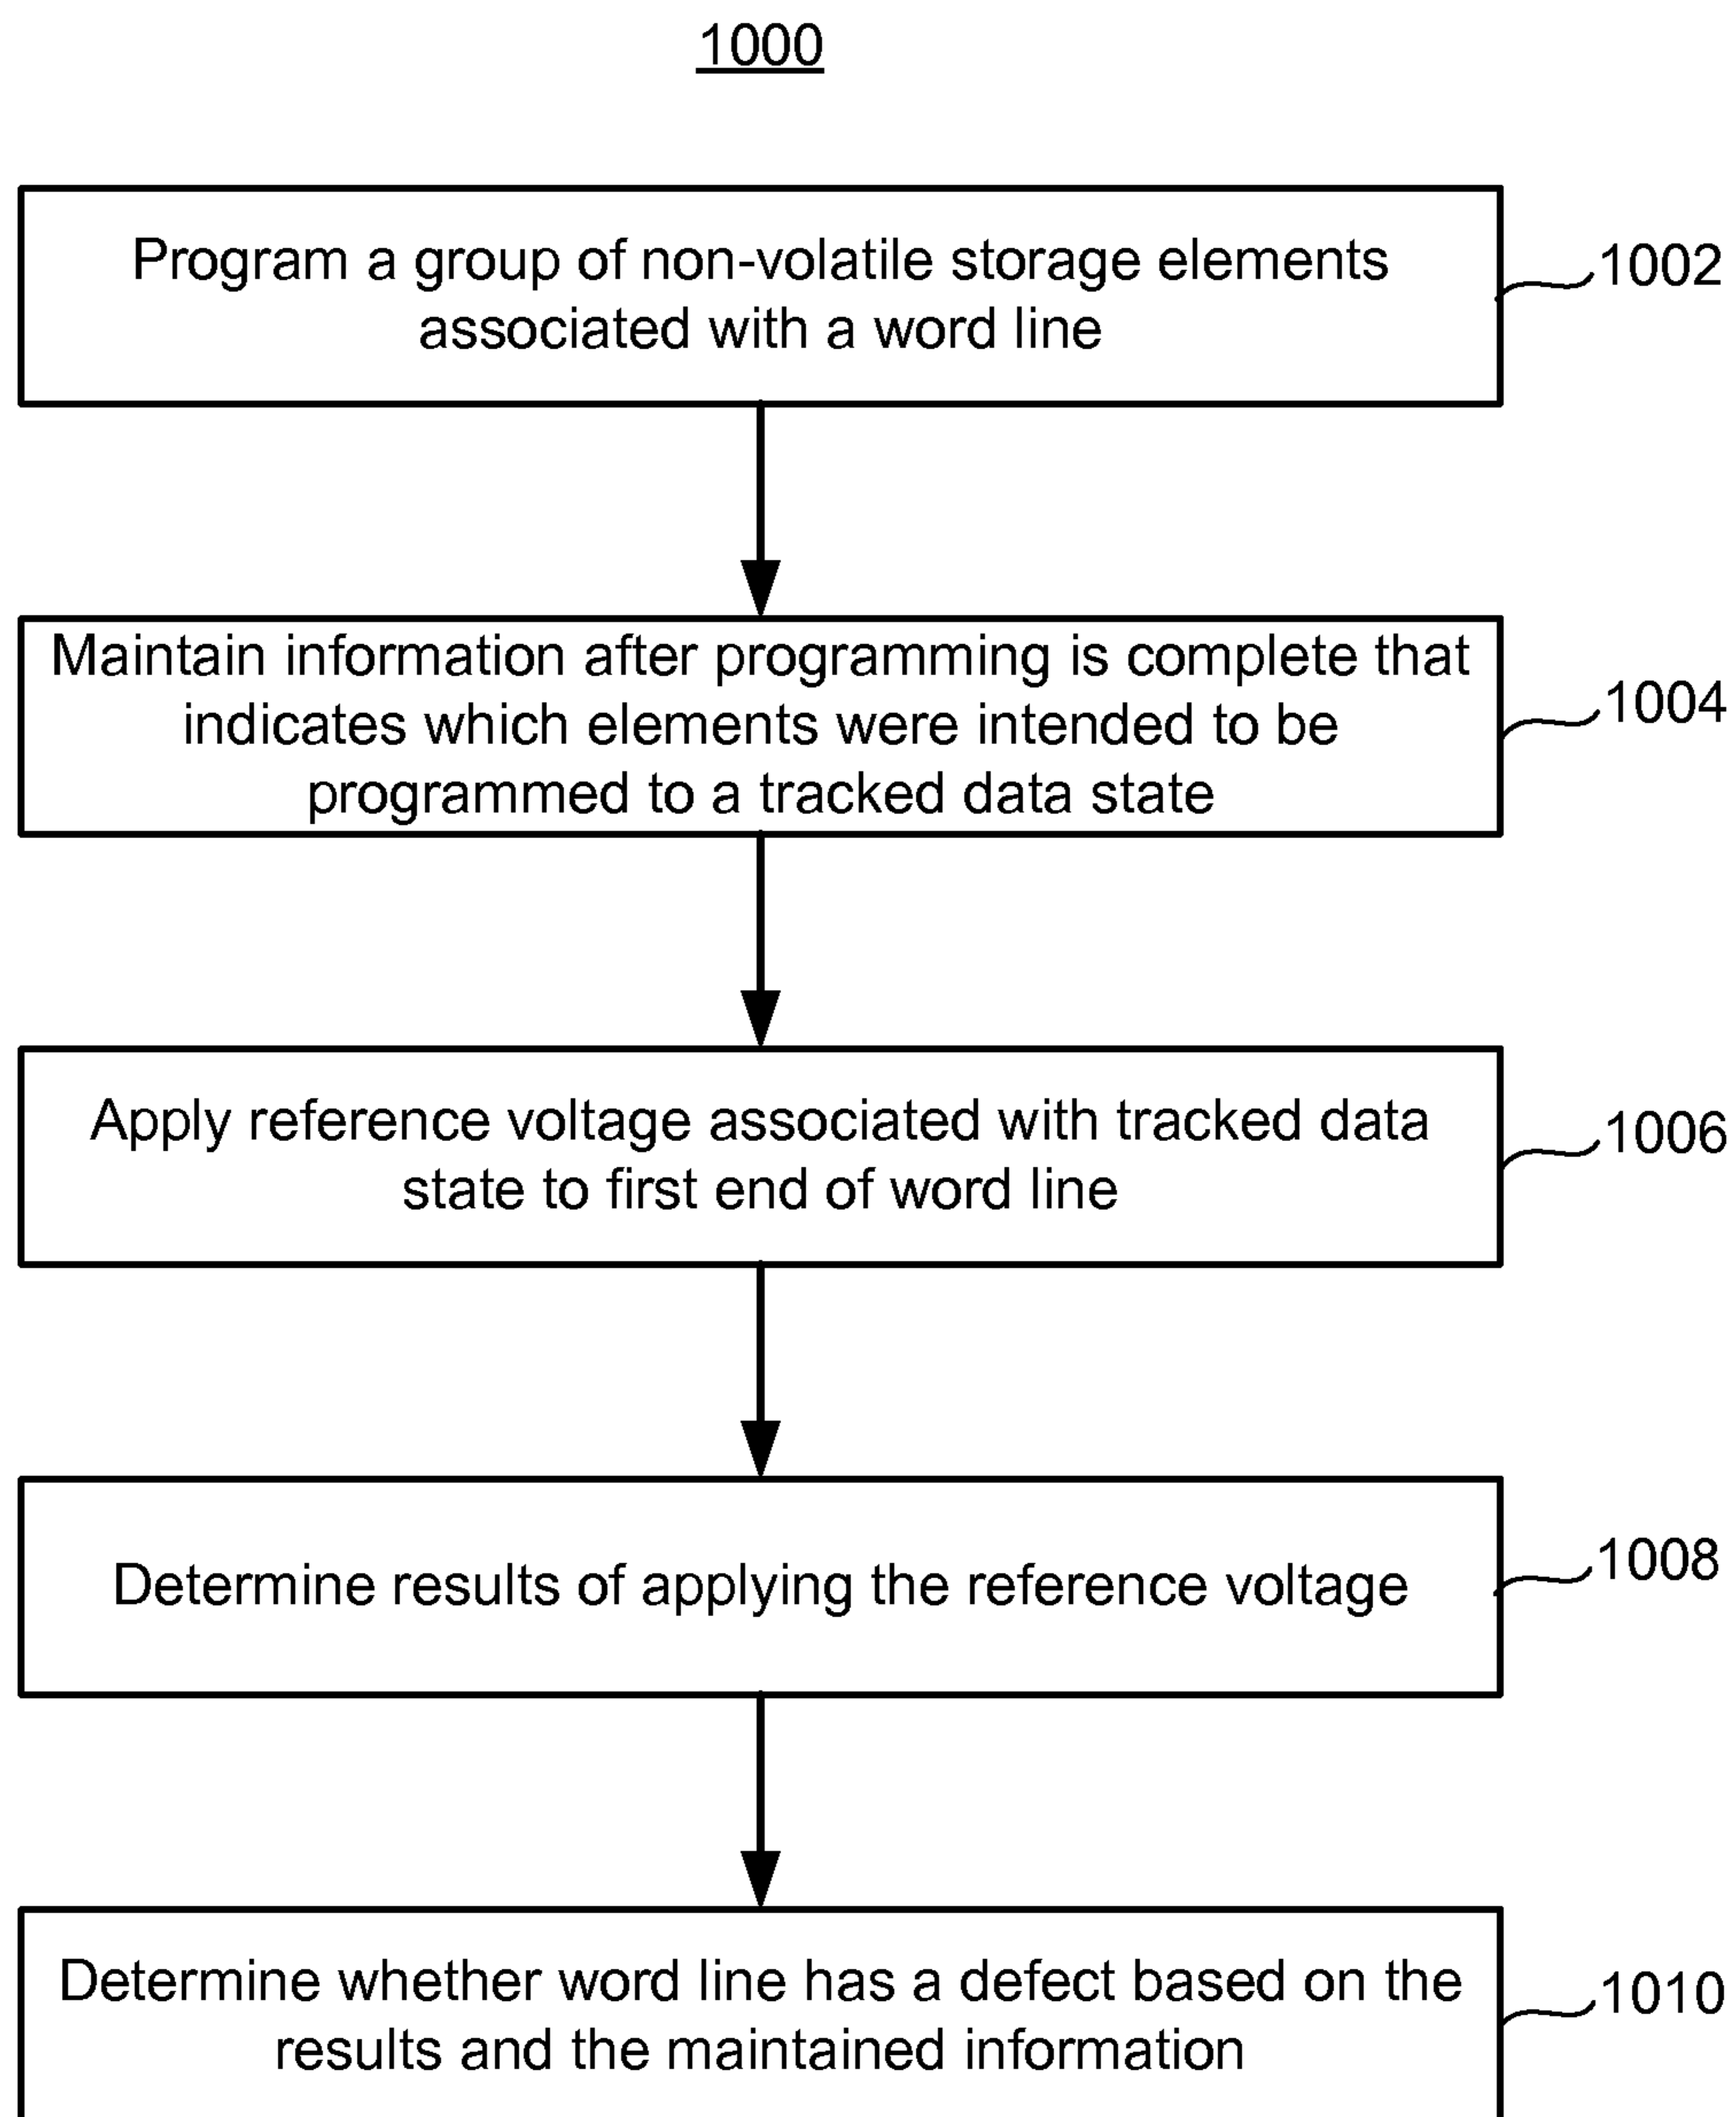 1000
Program a group of non-volatile storage elements
associated with a word line
1002
Maintain information after programming is complete that
indicates which elements were intended to be
programmed to a tracked data state
1004
Apply reference voltage associated with tracked data
state to first end of word line
1006
Determine results of applying the reference voltage
1008
Determine whether word line has a defect based on the
results and the maintained information
1010